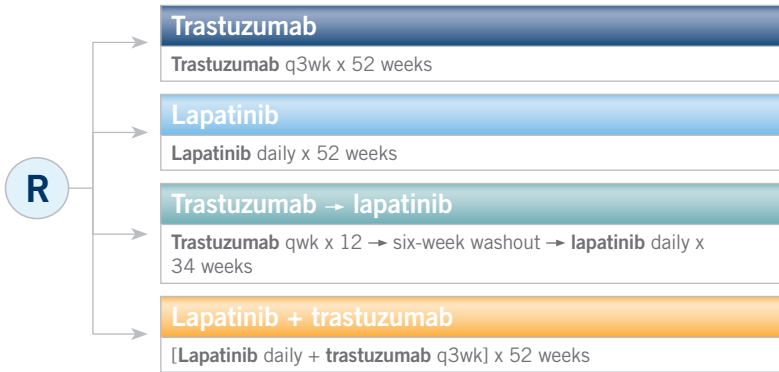 Trastuzumab
Trastuzumab q3wk x 52 weeks
Lapatinib
Lapatinib daily x 52 weeks
R
Trastuzumab → lapatinib
Trastuzumab qwk x 12 → six-week washout → lapatinib daily x
34 weeks
Lapatinib + trastuzumab
[Lapatinib daily + trastuzumab q3wk] x 52 weeks